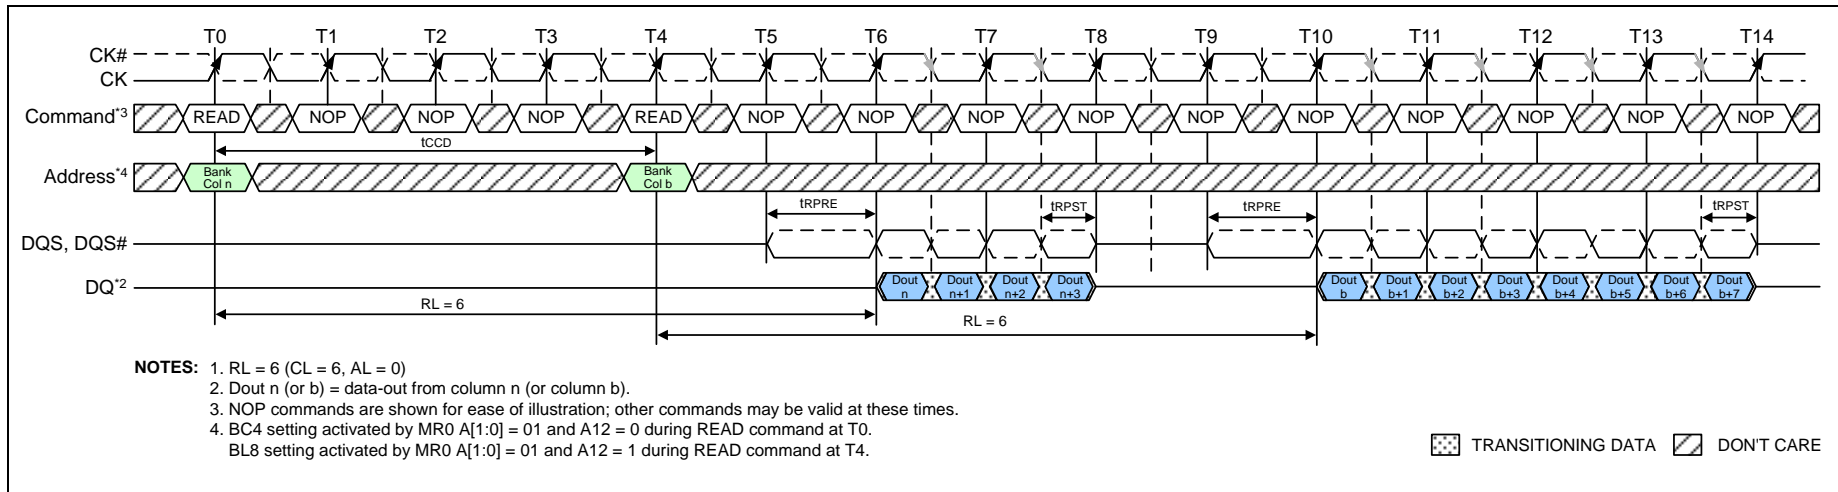 T0 T1 T2 T3 T4 T5 T6 T7 T8 T9 T10 T11 T12 T13 T14
CK#
CK
Command*3 READ NOP NOP NOP READ NOP NOP NOP NOP NOP NOP NOP NOP NOP NOP
tCCD
Address*4 Bank Col n Bank Col b
tRPRE tRPST tRPRE tRPST
DQS, DQS#
DQ*2 Dout n Dout n+1 Dout n+2 Dout n+3 Dout b Dout b+1 Dout b+2 Dout b+3 Dout b+4 Dout b+5 Dout b+6 Dout b+7
RL = 6
RL = 6
NOTES: 1. RL = 6 (CL = 6, AL = 0)
2. Dout n (or b) = data-out from column n (or column b).
3. NOP commands are shown for ease of illustration; other commands may be valid at these times.
4. BC4 setting activated by MR0 A[1:0] = 01 and A12 = 0 during READ command at T0.
BL8 setting activated by MR0 A[1:0] = 01 and A12 = 1 during READ command at T4.
TRANSITIONING DATA DON'T CARE